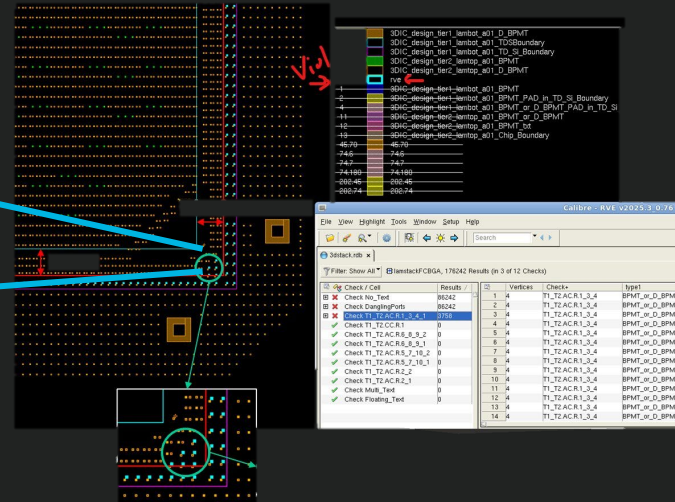 3DIC_design_tier1_lambot_a01_D_BPMT
3DIC_design_tier1_lambot_a01_TDSBoundary
3DIC_design_tier1_lambot_a01_TD_Si_Boundary
3DIC_design_tier2_lamtop_a01_BPMT
3DIC_design_tier2_lamtop_a01_D_BPMT
rve
1 3DIC_design_tier1_lambot_a01_BPMT
2 3DIC_design_tier1_lambot_a01_BPMT_PAD_in_TD_Si_Boundary
4 3DIC_design_tier1_lambot_a01_BPMT_or_D_BPMT_PAD_in_TD_Si
11 3DIC_design_tier2_lamtop_a01_BPMT_or_D_BPMT
12 3DIC_design_tier2_lamtop_a01_BPMT_txt
13 3DIC_design_tier2_lamtop_a01_Chip_Boundary
45.70 45.70
74.6 74.6
74.7 74.7
74.180 74.180
202.45 202.45
202.74 202.74
Calibre - RVE v2025.3_0.76
File View Highlight Tools Window Setup Help
Search
3dstack.rdb
Filter: Show All lamstackFCBGA, 176242 Results (in 3 of 12 Checks)
Check / Cell Results
Check No_Text 86242
Check DanglingPorts 86242
Check T1_T2.AC.R.1_3_4_1 3758
Check T1_T2.CC.R.1 0
Check T1_T2.AC.R.6_8_9_2 0
Check T1_T2.AC.R.6_8_9_1 0
Check T1_T2.AC.R.5_7_10_2 0
Check T1_T2.AC.R.5_7_10_1 0
Check T1_T2.AC.R.2_2 0
Check T1_T2.AC.R.2_1 0
Check Multi_Text 0
Check Floating_Text 0
Vertices Check type1
1 4 T1_T2.AC.R.1_3_4 BPMT_or_D_BPM
2 4 T1_T2.AC.R.1_3_4 BPMT_or_D_BPM
3 4 T1_T2.AC.R.1_3_4 BPMT_or_D_BPM
4 4 T1_T2.AC.R.1_3_4 BPMT_or_D_BPM
5 4 T1_T2.AC.R.1_3_4 BPMT_or_D_BPM
6 4 T1_T2.AC.R.1_3_4 BPMT_or_D_BPM
7 4 T1_T2.AC.R.1_3_4 BPMT_or_D_BPM
8 4 T1_T2.AC.R.1_3_4 BPMT_or_D_BPM
9 4 T1_T2.AC.R.1_3_4 BPMT_or_D_BPM
10 4 T1_T2.AC.R.1_3_4 BPMT_or_D_BPM
11 4 T1_T2.AC.R.1_3_4 BPMT_or_D_BPM
12 4 T1_T2.AC.R.1_3_4 BPMT_or_D_BPM
13 4 T1_T2.AC.R.1_3_4 BPMT_or_D_BPM
14 4 T1_T2.AC.R.1_3_4 BPMT_or_D_BPM